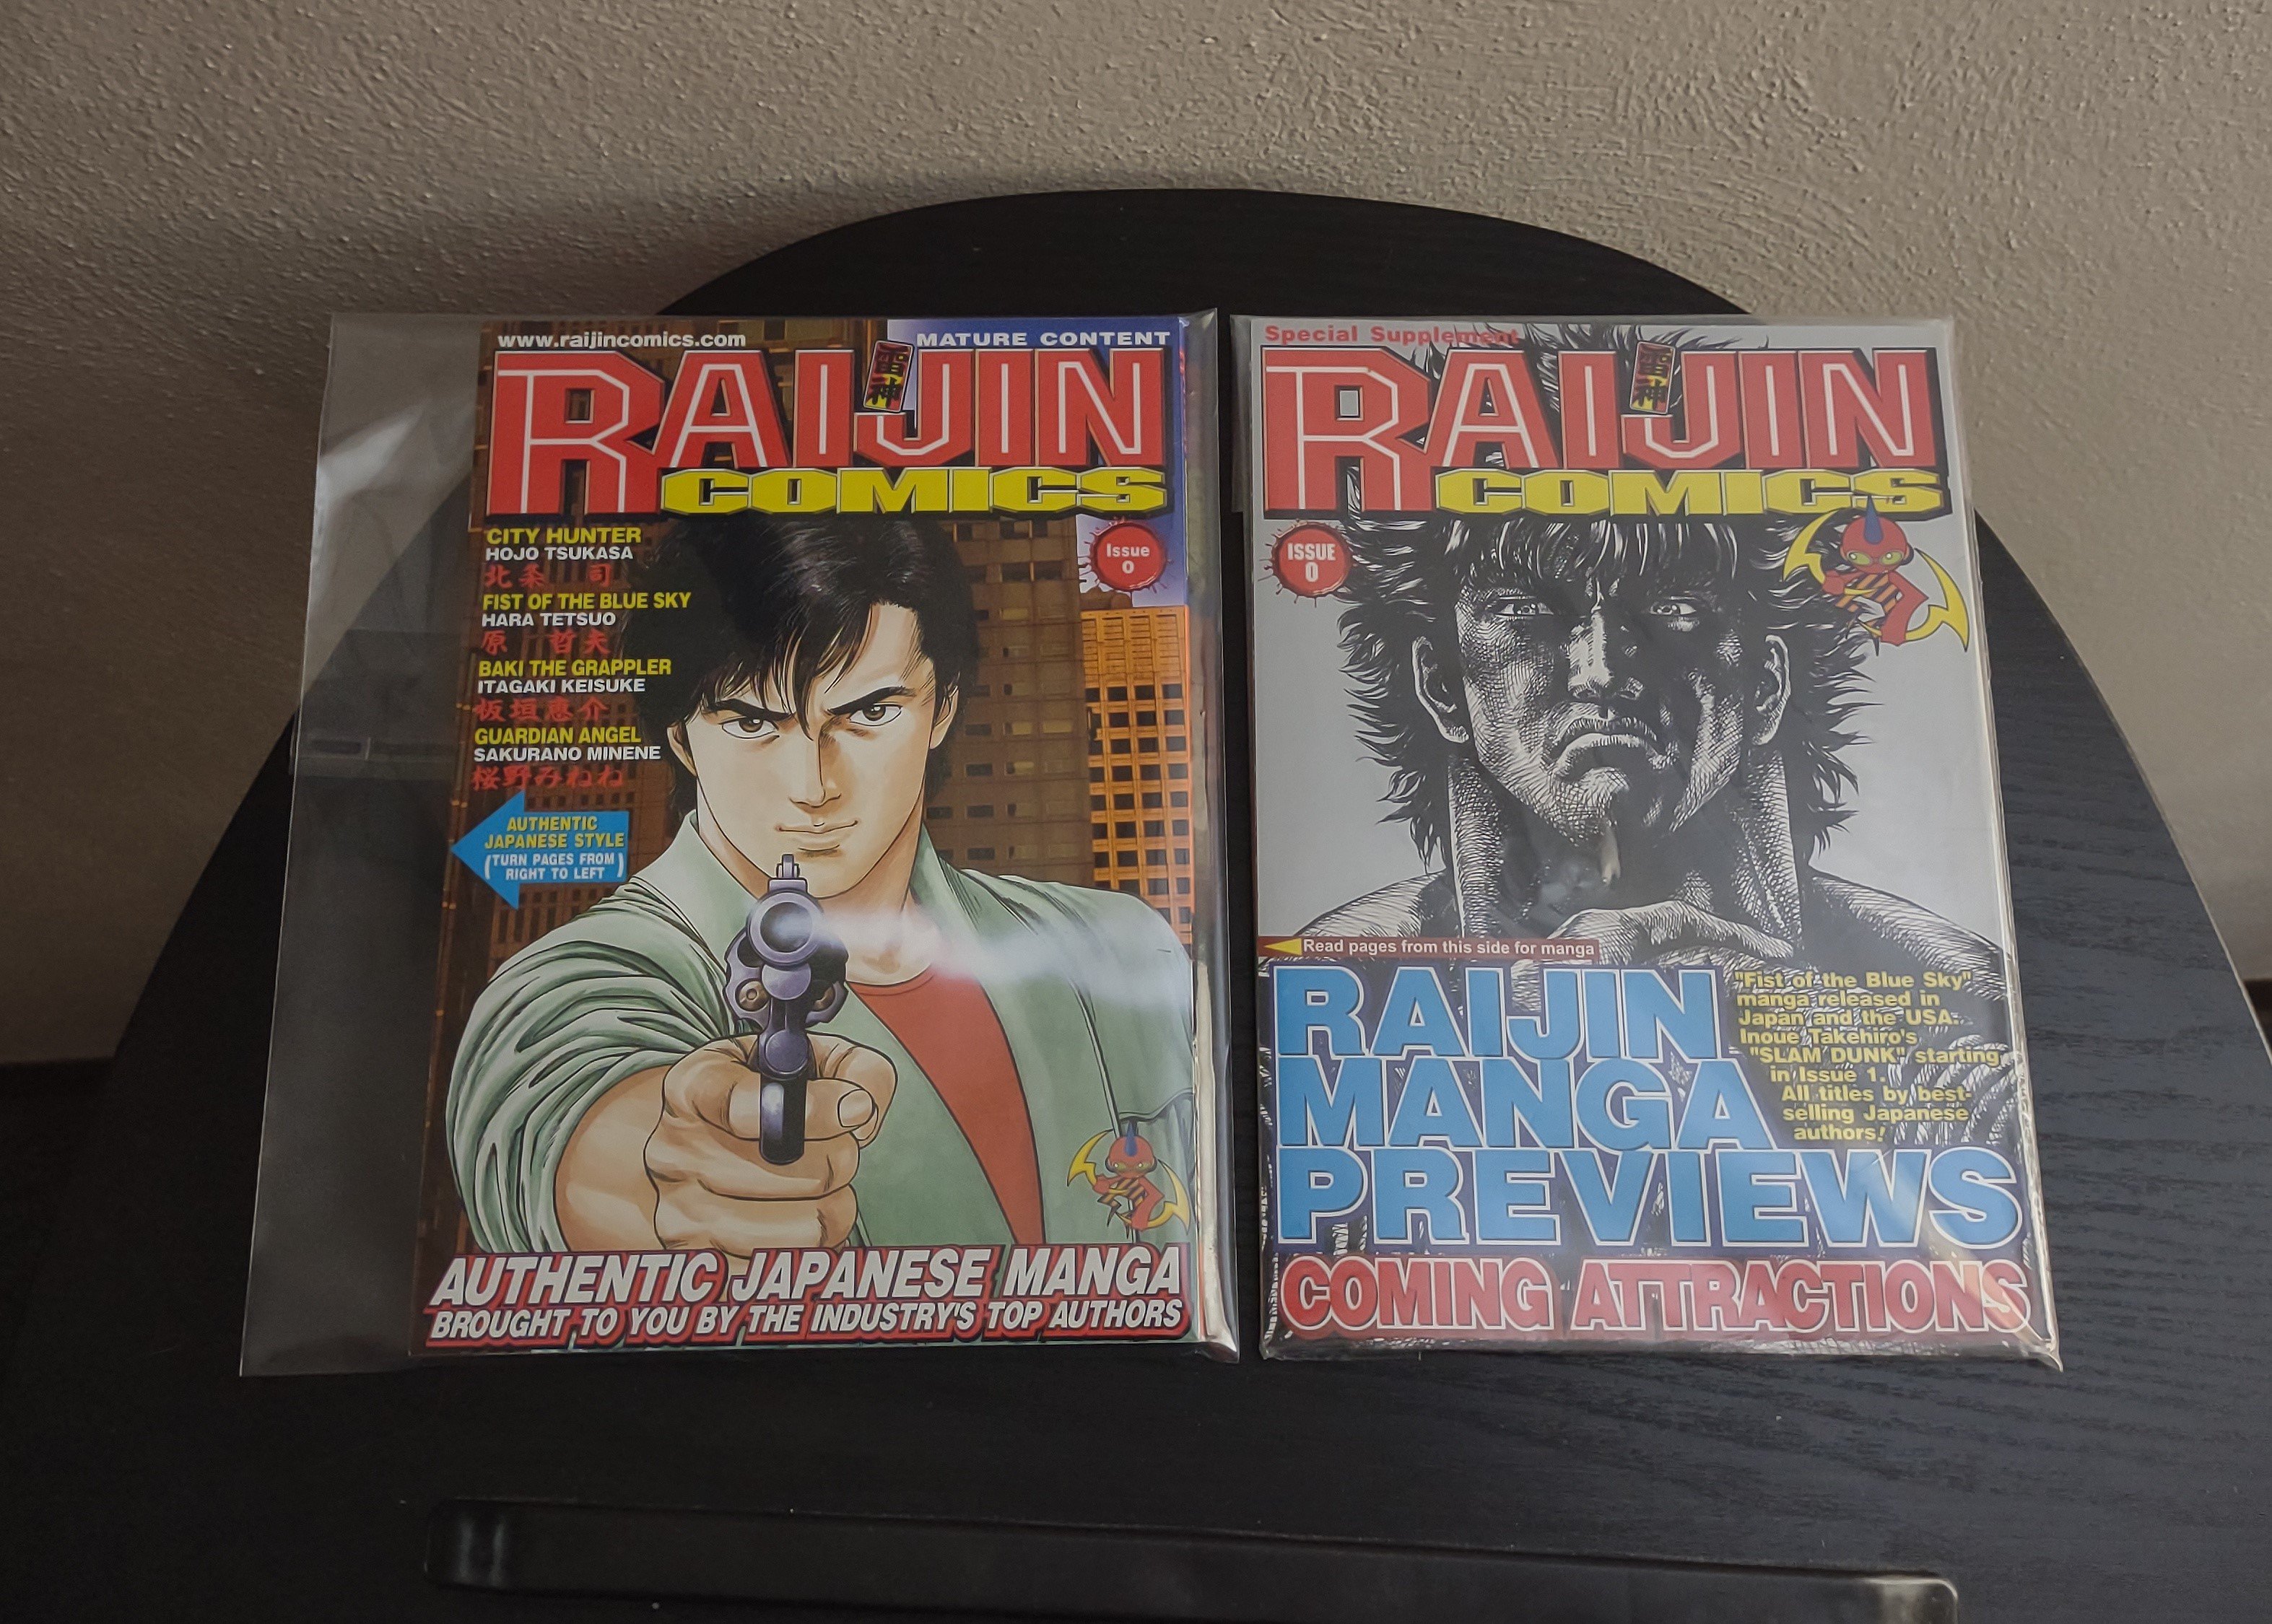 www.raijincomics.com
MATURE CONTENT
RAIJIN
雷神
COMICS
Issue
0
CITY HUNTER
HOJO TSUKASA
北条 司
FIST OF THE BLUE SKY
HARA TETSUO
原 哲夫
BAKI THE GRAPPLER
ITAGAKI KEISUKE
板垣恵介
GUARDIAN ANGEL
SAKURANO MINENE
桜野みねね
AUTHENTIC
JAPANESE STYLE
(TURN PAGES FROM
RIGHT TO LEFT)
AUTHENTIC JAPANESE MANGA
BROUGHT TO YOU BY THE INDUSTRY'S TOP AUTHORS
Special Supplement
RAIJIN
雷神
COMICS
ISSUE
0
Read pages from this side for manga
RAIJIN
MANGA
PREVIEWS
"Fist of the Blue Sky"
manga released in
Japan and the USA.
Inoue Takehiro's
"SLAM DUNK" starting
in Issue 1.
All titles by best-
selling Japanese
authors!
COMING ATTRACTIONS